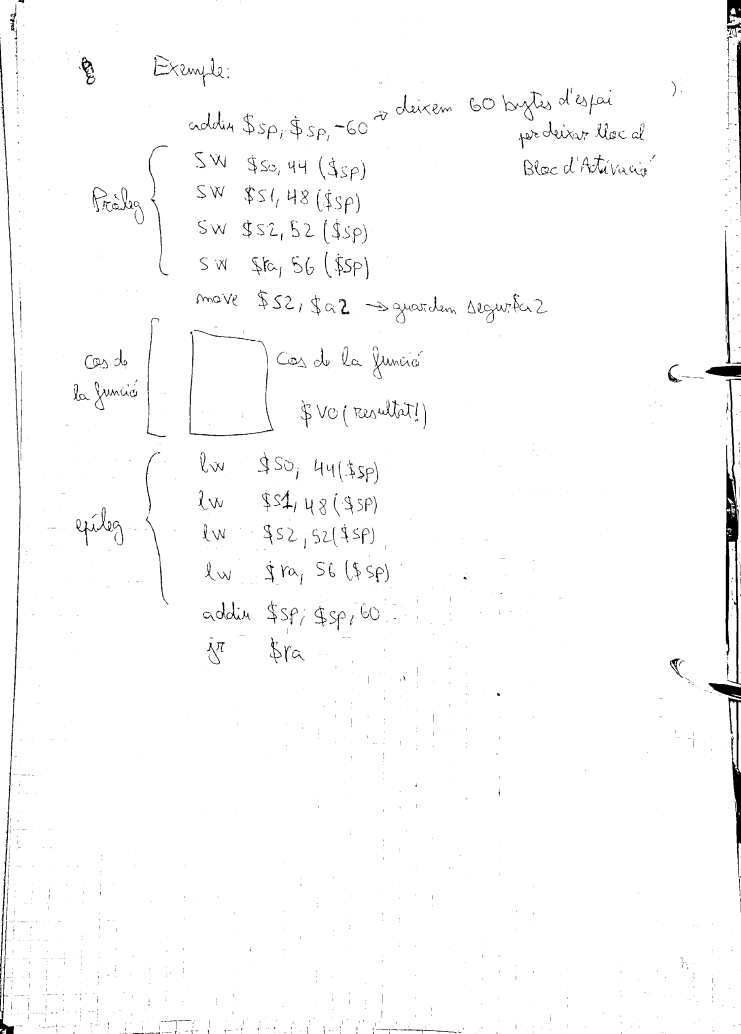 Exemple:
addiu $sp, $sp, -60 → deixem 60 bytes d'espai
per deixar lloc al
Bloc d'Activació
Pròleg
sw $s0, 44 ($sp)
sw $s1, 48 ($sp)
sw $s2, 52 ($sp)
sw $ra, 56 ($sp)
move $s2, $a2 → guardem segur $a2
cos de
la funció
cos de la funció
$v0 (resultat!)
epíleg
lw $s0, 44($sp)
lw $s1, 48($sp)
lw $s2, 52($sp)
lw $ra, 56($sp)
addiu $sp, $sp, 60
jr $ra